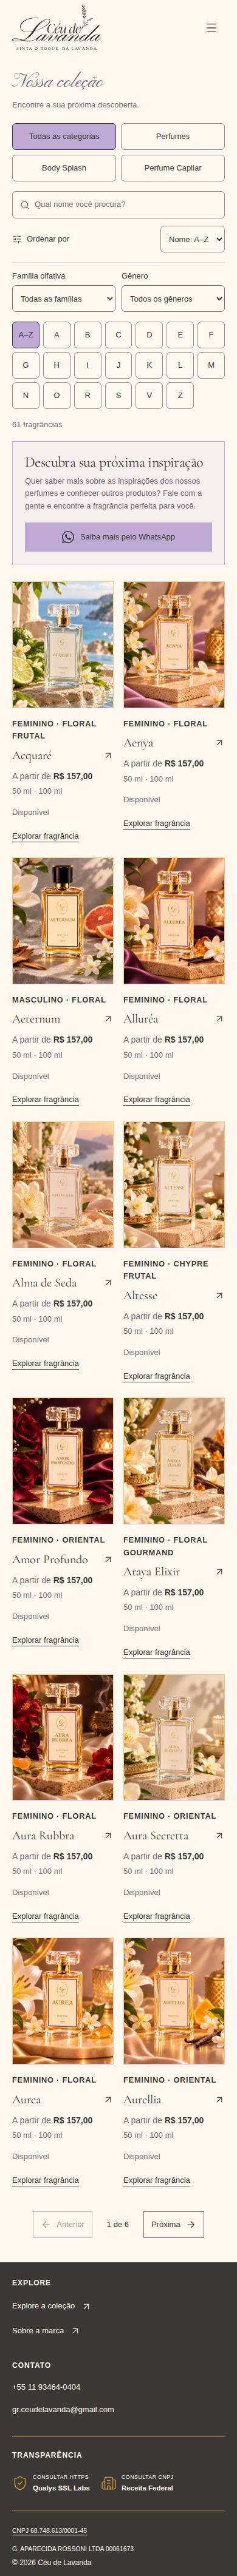 Céu de
Lavanda
SINTA O TOQUE DA LAVANDA
Nossa coleção
Encontre a sua próxima descoberta.
Todas as categorias
Perfumes
Body Splash
Perfume Capilar
Qual nome você procura?
Ordenar por
Nome: A–Z
Família olfativa
Gênero
Todas as famílias
Todos os gêneros
A–Z A B C D E F
G H I J K L M
N O R S V Z
61 fragrâncias
Descubra sua próxima inspiração
Quer saber mais sobre as inspirações dos nossos
perfumes e conhecer outros produtos? Fale com a
gente e encontre a fragrância perfeita para você.
Saiba mais pelo WhatsApp
FEMININO · FLORAL
FRUTAL
Acquaré
A partir de R$ 157,00
50 ml · 100 ml
Disponível
Explorar fragrância
AENYA
FEMININO · FLORAL
Aenya
A partir de R$ 157,00
50 ml · 100 ml
Disponível
Explorar fragrância
AETERNUM
MASCULINO · FLORAL
Aeternum
A partir de R$ 157,00
50 ml · 100 ml
Disponível
Explorar fragrância
ALLURÉA
FEMININO · FLORAL
Alluréa
A partir de R$ 157,00
50 ml · 100 ml
Disponível
Explorar fragrância
FEMININO · FLORAL
Alma de Seda
A partir de R$ 157,00
50 ml · 100 ml
Disponível
Explorar fragrância
ALTESSE
FEMININO · CHYPRE
FRUTAL
Altesse
A partir de R$ 157,00
50 ml · 100 ml
Disponível
Explorar fragrância
AMOR
PROFUNDO
FEMININO · ORIENTAL
Amor Profundo
A partir de R$ 157,00
50 ml · 100 ml
Disponível
Explorar fragrância
ARAYA
ELIXIR
FEMININO · FLORAL
GOURMAND
Araya Elixir
A partir de R$ 157,00
50 ml · 100 ml
Disponível
Explorar fragrância
AURA
RUBBRA
FEMININO · FLORAL
Aura Rubbra
A partir de R$ 157,00
50 ml · 100 ml
Disponível
Explorar fragrância
AURA
SECRETTA
FEMININO · ORIENTAL
Aura Secretta
A partir de R$ 157,00
50 ml · 100 ml
Disponível
Explorar fragrância
AUREA
FEMININO · FLORAL
Aurea
A partir de R$ 157,00
50 ml · 100 ml
Disponível
Explorar fragrância
AURELLIA
FEMININO · ORIENTAL
Aurellia
A partir de R$ 157,00
50 ml · 100 ml
Disponível
Explorar fragrância
Anterior
1 de 6
Próxima
EXPLORE
Explore a coleção
Sobre a marca
CONTATO
+55 11 93464-0404
gr.ceudelavanda@gmail.com
TRANSPARÊNCIA
CONSULTAR HTTPS
Qualys SSL Labs
CONSULTAR CNPJ
Receita Federal
CNPJ 68.748.613/0001-45
G. APARECIDA ROSSONI LTDA 00061673
© 2026 Céu de Lavanda